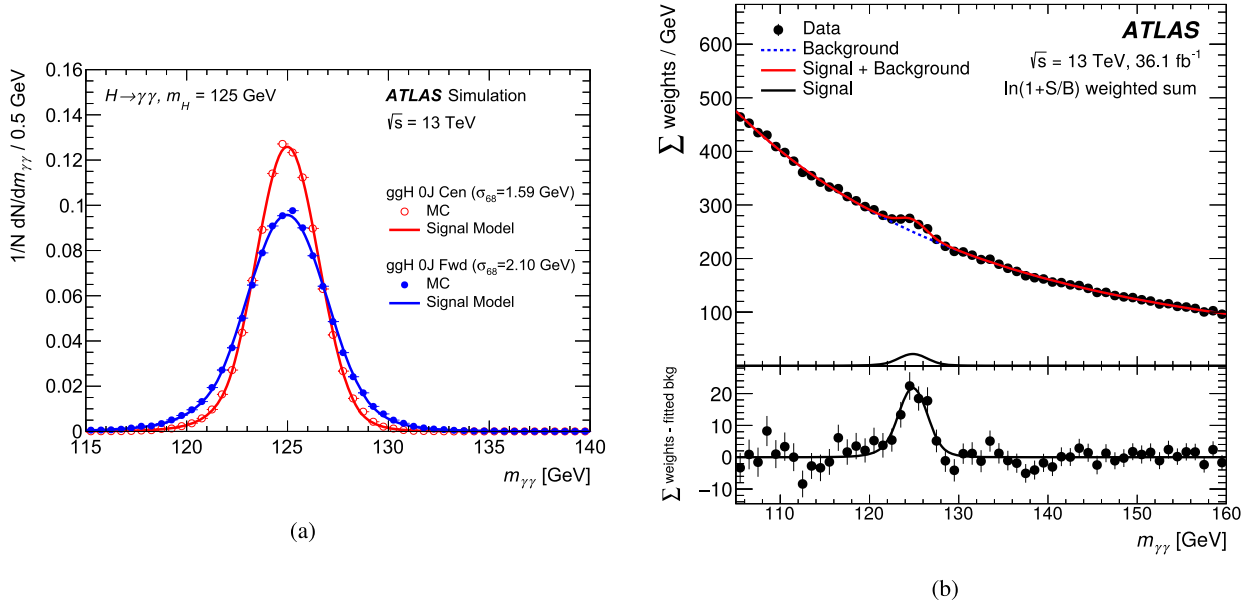 H→γγ, m_H = 125 GeV
ATLAS Simulation
√s = 13 TeV
ggH 0J Cen (σ₆₈=1.59 GeV)
MC
Signal Model
ggH 0J Fwd (σ₆₈=2.10 GeV)
MC
Signal Model
1/N dN/dm_γγ / 0.5 GeV
0.16
0.14
0.12
0.1
0.08
0.06
0.04
0.02
0
115 120 125 130 135 140
m_γγ [GeV]
(a)
Data
Background
Signal + Background
Signal
ATLAS
√s = 13 TeV, 36.1 fb⁻¹
ln(1+S/B) weighted sum
∑ weights / GeV
600
500
400
300
200
100
∑ weights - fitted bkg
20
10
0
−10
110 120 130 140 150 160
m_γγ [GeV]
(b)